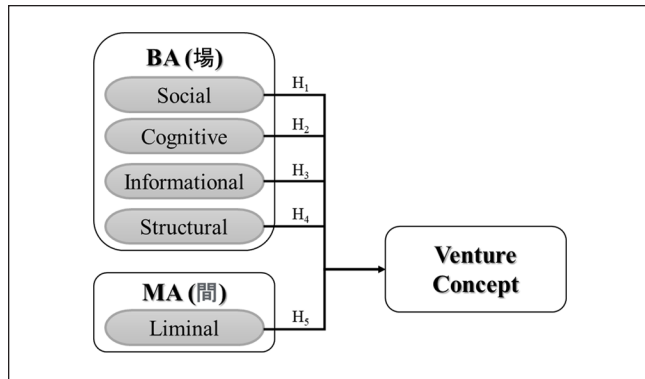 BA (場)
Social
H1
Cognitive
H2
Informational
H3
Structural
H4
MA (間)
Liminal
H5
Venture
Concept